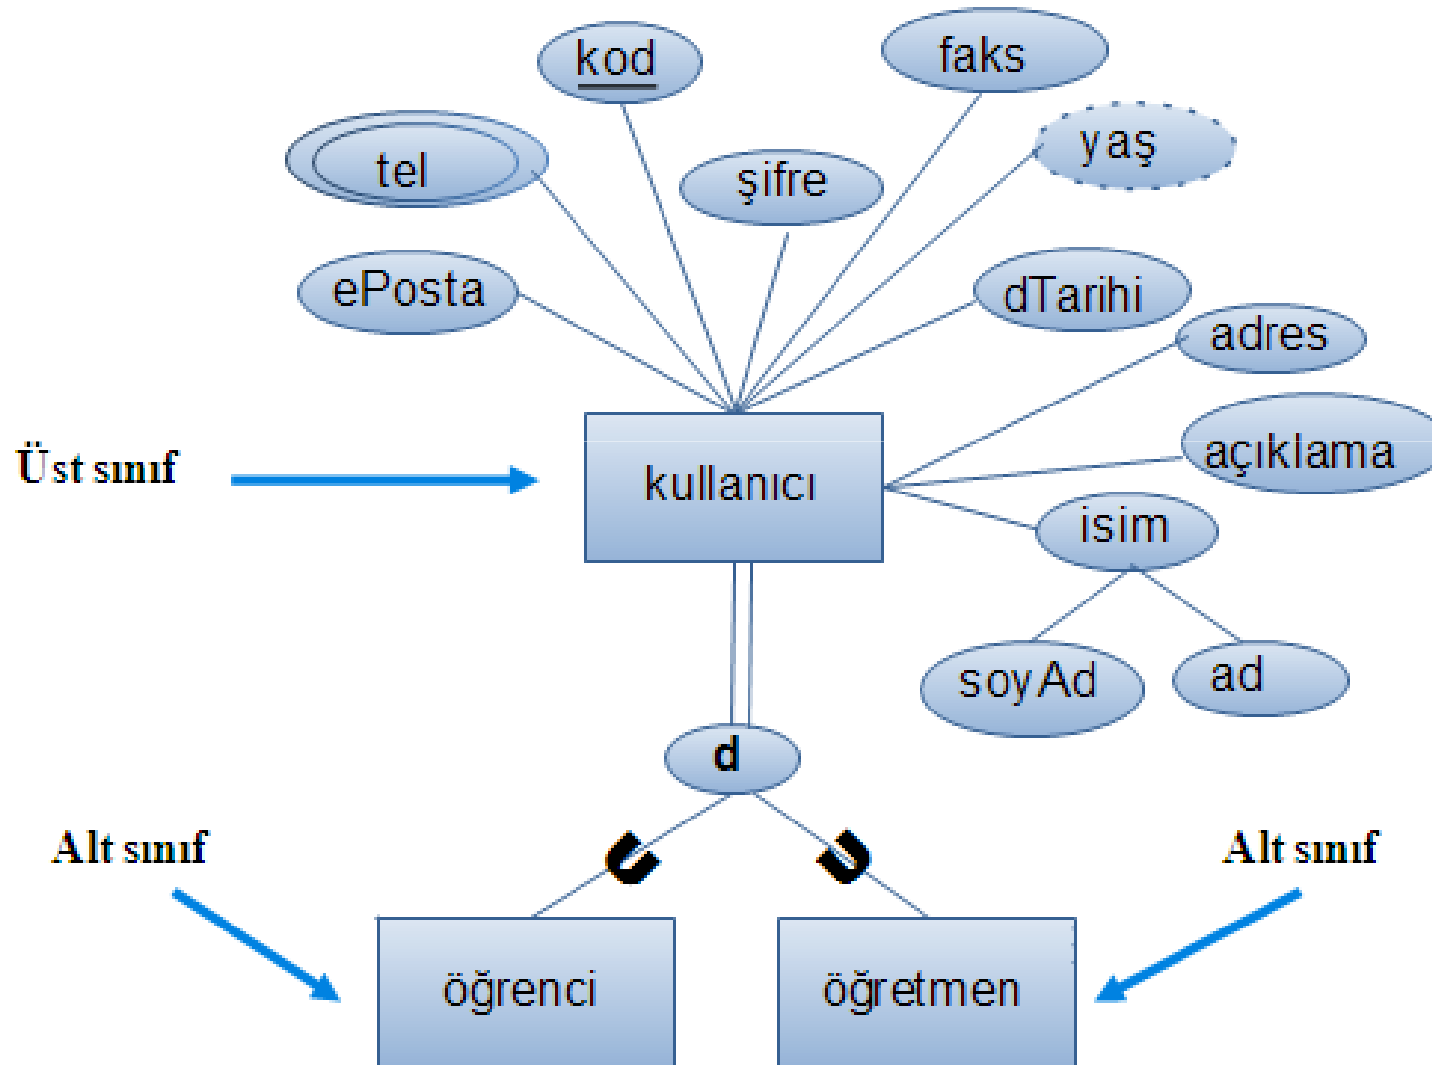 kod
faks
yaş
tel
şifre
ePosta
dTarihi
adres
açıklama
Üst sınıf
kullanıcı
isim
soyAd
ad
d
Alt sınıf
Alt sınıf
öğrenci
öğretmen